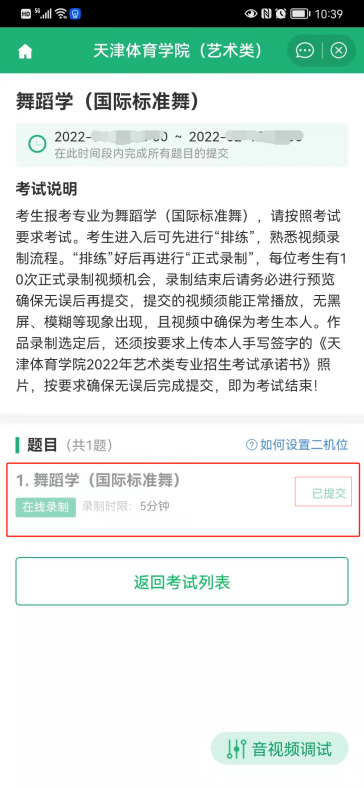 HD 5G 10:39
天津体育学院（艺术类）
舞蹈学（国际标准舞）
2022- 00 ~ 2022-
在此时间段内完成所有题目的提交
考试说明
考生报考专业为舞蹈学（国际标准舞），请按照考试
要求考试。考生进入后可先进行“排练”，熟悉视频录
制流程。“排练”好后再进行“正式录制”，每位考生有1
0次正式录制视频机会，录制结束后请务必进行预览
确保无误后再提交，提交的视频须能正常播放，无黑
屏、模糊等现象出现，且视频中确保为考生本人。作
品录制选定后，还须按要求上传本人手写签字的《天
津体育学院2022年艺术类专业招生考试承诺书》照
片，按要求确保无误后完成提交，即为考试结束！
题目（共1题） ?如何设置二机位
1. 舞蹈学（国际标准舞）
已提交
在线录制 录制时限：5分钟
返回考试列表
音视频调试